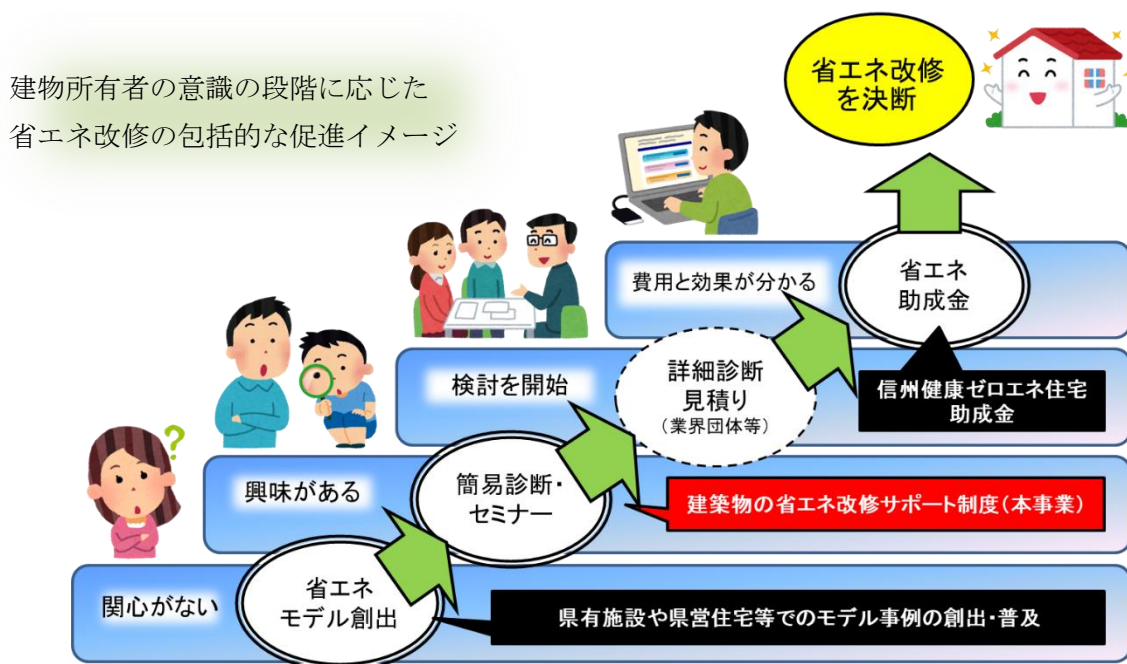 建物所有者の意識の段階に応じた
省エネ改修の包括的な促進イメージ
省エネ改修
を決断
費用と効果が分かる
省エネ
助成金
検討を開始
詳細診断
見積り
(業界団体等)
信州健康ゼロエネ住宅
助成金
?
興味がある
簡易診断・
セミナー
建築物の省エネ改修サポート制度(本事業)
関心がない
省エネ
モデル創出
県有施設や県営住宅等でのモデル事例の創出・普及